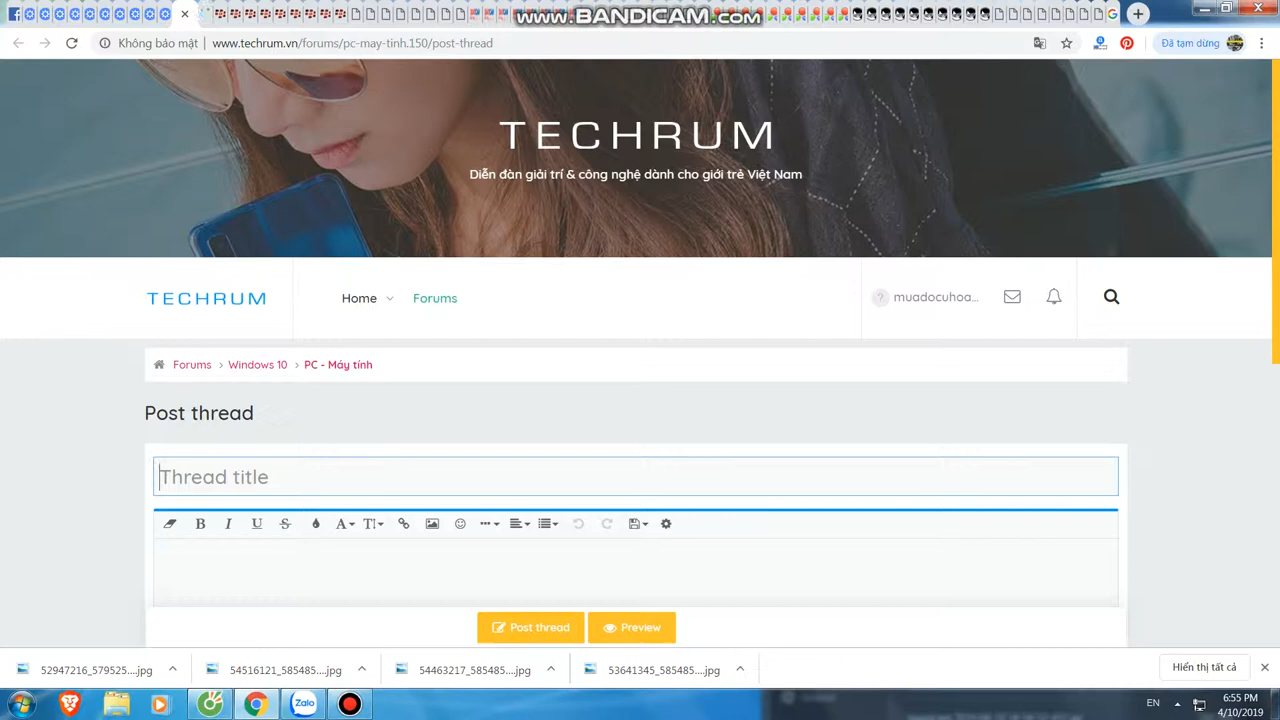 www.BANDICAM.com
Không bảo mật
www.techrum.vn/forums/pc-may-tinh.150/post-thread
Đã tạm dừng
TECHRUM
Diễn đàn giải trí & công nghệ dành cho giới trẻ Việt Nam
TECHRUM
Home
Forums
muadocuhoa...
Forums
Windows 10
PC - Máy tính
Post thread
Thread title
Post thread
Preview
52947216_579525....jpg
54516121_585485....jpg
54463217_585485....jpg
53641345_585485....jpg
Hiển thị tất cả
Zalo
EN
6:55 PM
4/10/2019